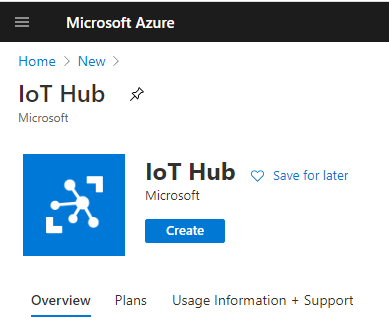 Microsoft Azure
Home > New >
IoT Hub
Microsoft
IoT Hub
Save for later
Microsoft
Create
Overview Plans Usage Information + Support